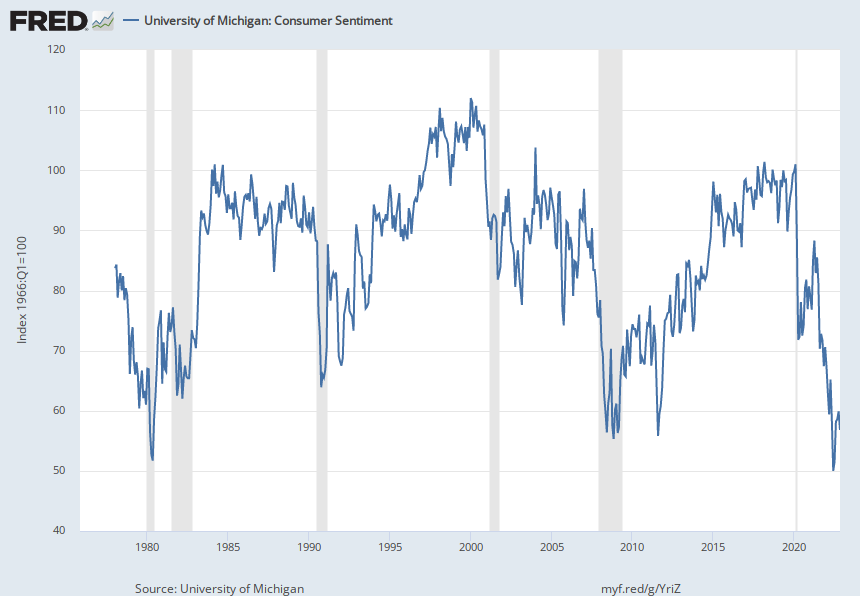 FRED
University of Michigan: Consumer Sentiment
120
110
100
90
80
70
60
50
40
Index 1966:Q1=100
1980 1985 1990 1995 2000 2005 2010 2015 2020
Source: University of Michigan
myf.red/g/YriZ